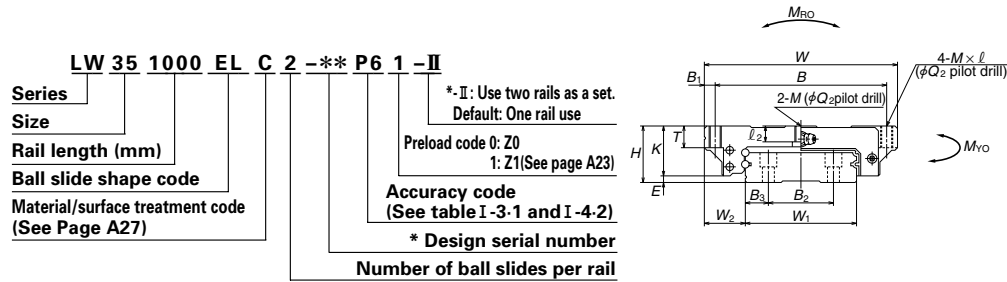 LW 35 1000 EL C 2 -** P6 1 -Ⅱ
Series
Size
Rail length (mm)
Ball slide shape code
Material/surface treatment code
(See Page A27)
*-Ⅱ: Use two rails as a set.
Default: One rail use
Preload code 0: Z0
1: Z1(See page A23)
Accuracy code
(See table Ⅰ-3·1 and Ⅰ-4·2)
* Design serial number
Number of ball slides per rail
MRO
W
4-M × ℓ
(ϕQ2 pilot drill)
B1
B
2-M (ϕQ2 pilot drill)
H
K
T
ℓ2
MYO
E
B3
B2
W2
W1